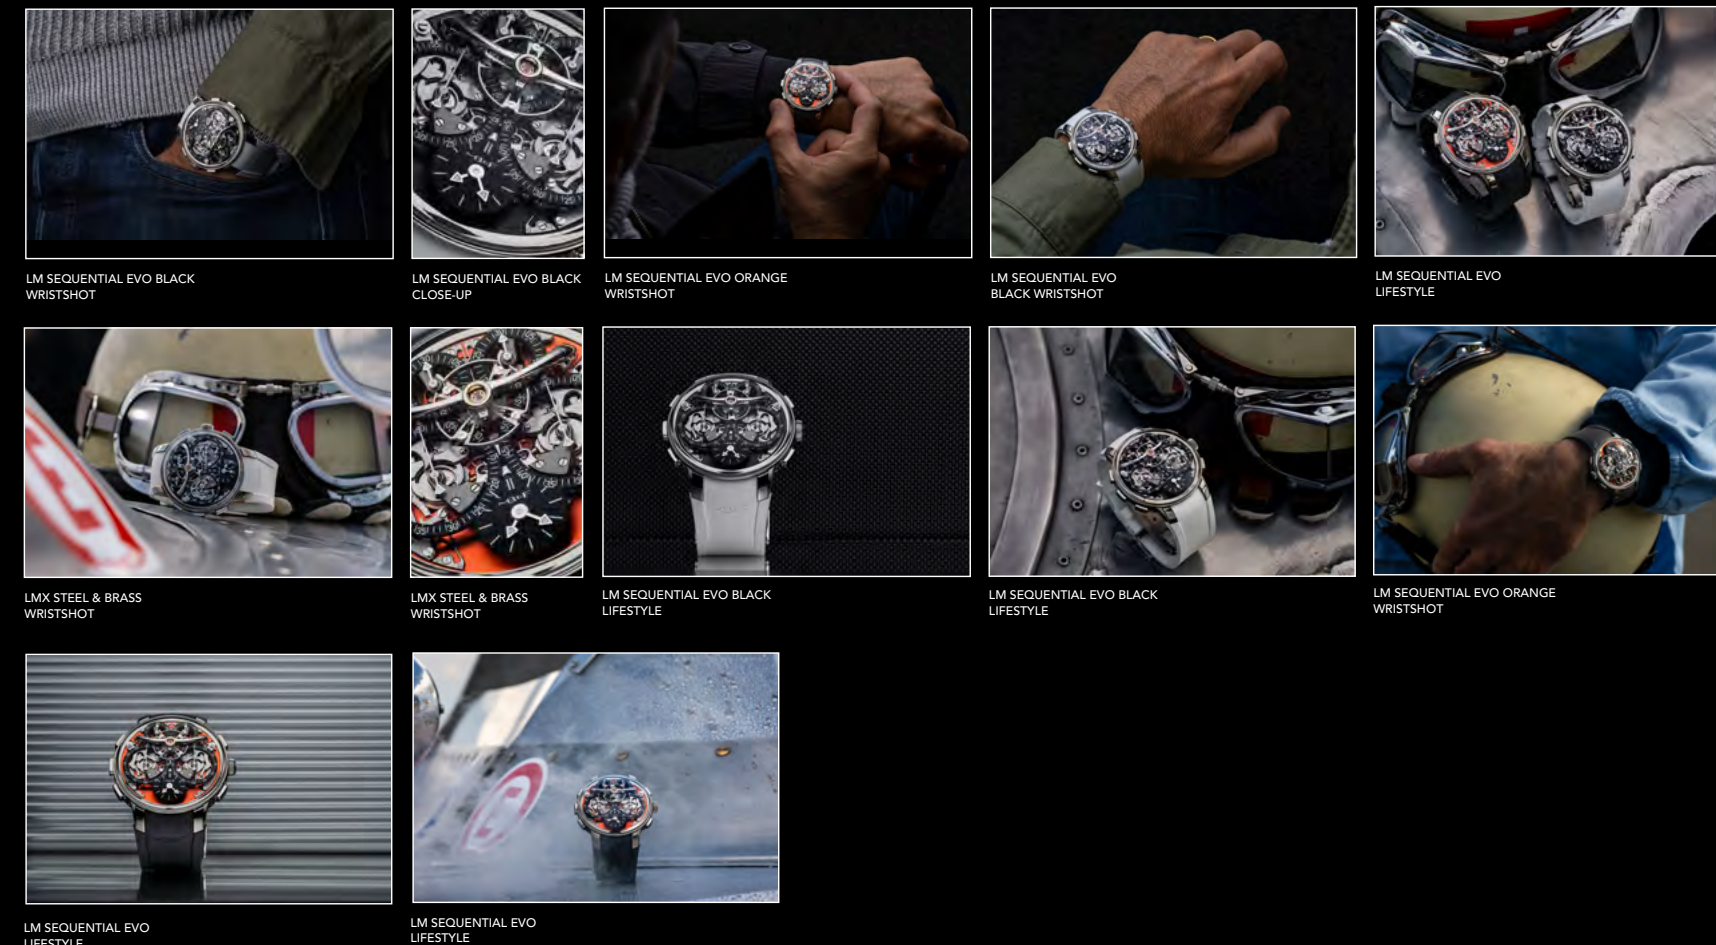 LM SEQUENTIAL EVO BLACK
WRISTSHOT
LM SEQUENTIAL EVO BLACK
CLOSE-UP
LM SEQUENTIAL EVO ORANGE
WRISTSHOT
LM SEQUENTIAL EVO
BLACK WRISTSHOT
LM SEQUENTIAL EVO
LIFESTYLE
LMX STEEL & BRASS
WRISTSHOT
LMX STEEL & BRASS
WRISTSHOT
LM SEQUENTIAL EVO BLACK
LIFESTYLE
LM SEQUENTIAL EVO BLACK
LIFESTYLE
LM SEQUENTIAL EVO ORANGE
WRISTSHOT
LM SEQUENTIAL EVO
LIFESTYLE
LM SEQUENTIAL EVO
LIFESTYLE